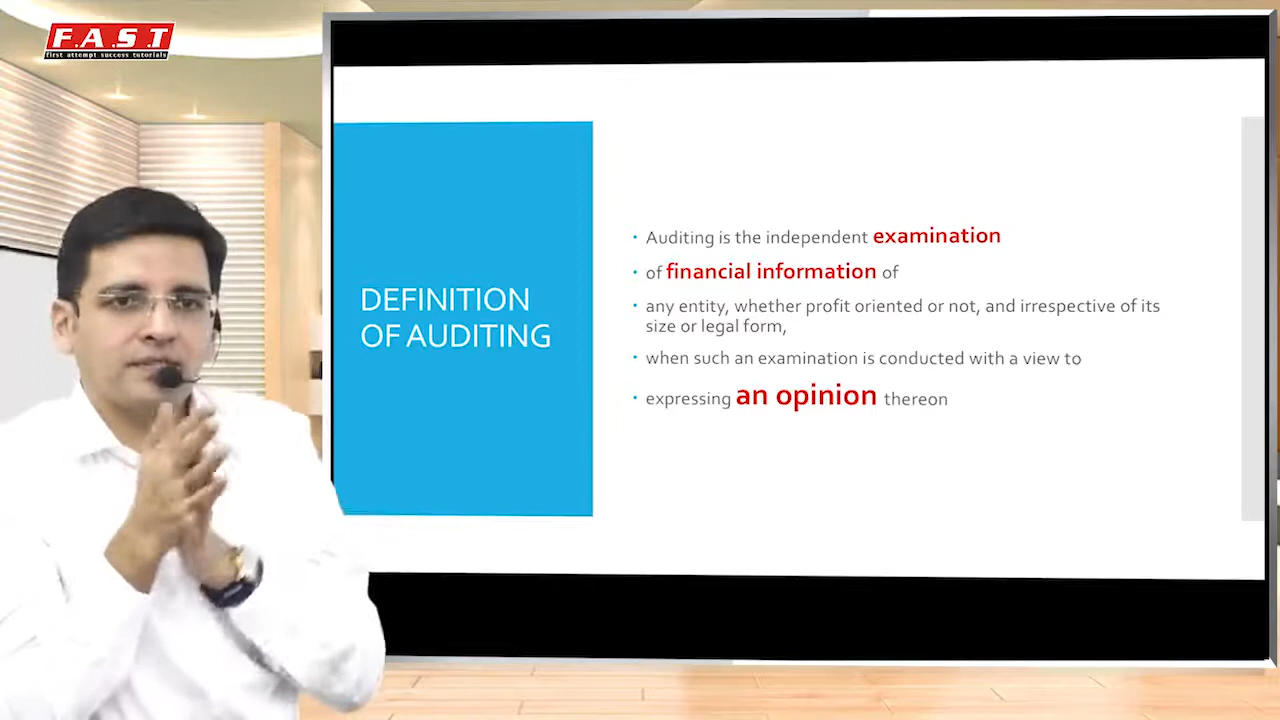 F.A.S.T
first attempt success tutorials
DEFINITION
OF AUDITING
• Auditing is the independent examination
• of financial information of
• any entity, whether profit oriented or not, and irrespective of its
size or legal form,
• when such an examination is conducted with a view to
• expressing an opinion thereon